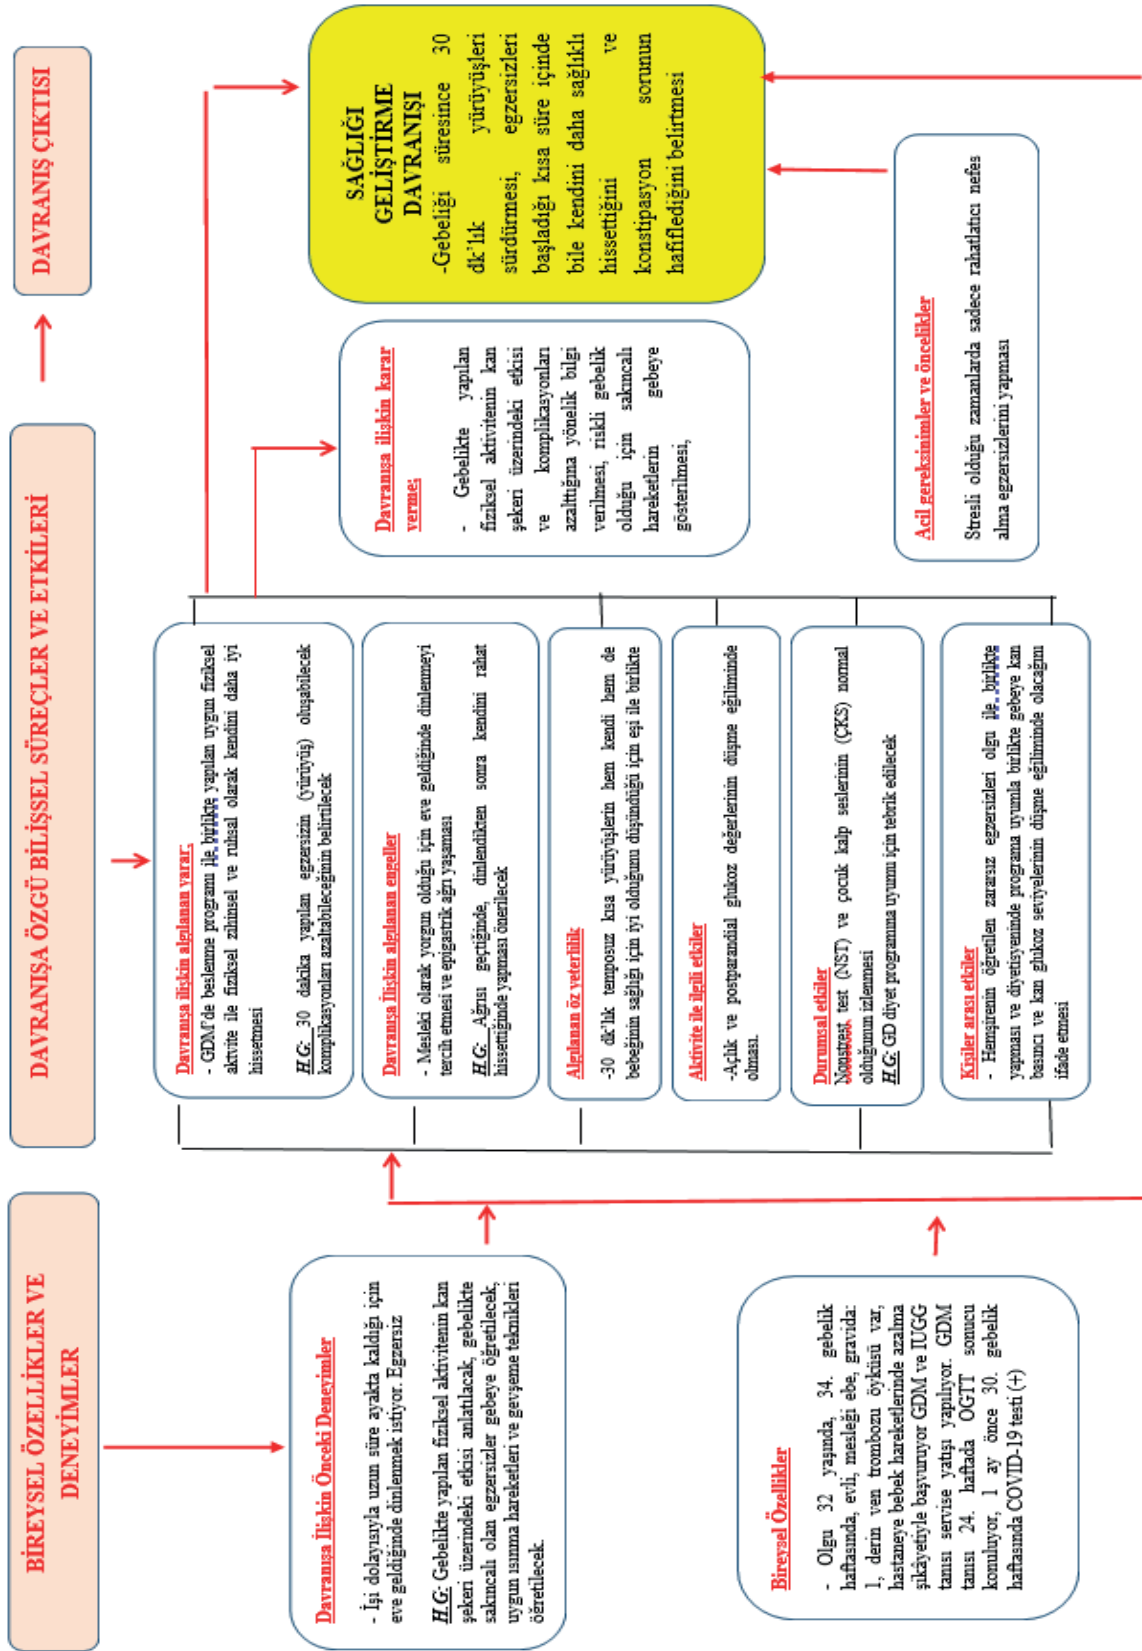 BİREYSEL ÖZELLİKLER VE
DENEYİMLER
DAVRANIŞA ÖZGÜ BİLİŞSEL SÜREÇLER VE ETKİLERİ
DAVRANIŞ ÇIKTISI
Davranışa İlişkin Önceki Deneyimler
- İşi dolayısıyla uzun süre ayakta kaldığı için
eve geldiğinde dinlenmek istiyor. Egzersiz
H.G: Gebelikte yapılan fiziksel aktivitenin kan
şekeri üzerindeki etkisi anlatılacak, gebelikte
sakıncalı olan egzersizler gebeye öğretilecek,
uygun ısınma hareketleri ve gevşeme teknikleri
öğretilecek.
Bireysel Özellikler
- Olgu 32 yaşında, 34. gebelik
haftasında, evli, mesleği ebe, gravida:
1, derin ven trombozu öyküsü var,
hastaneye bebek hareketlerinde azalma
şikâyetiyle başvuruyor GDM ve IUGG
tanısı servise yatışı yapılıyor. GDM
tanısı 24. haftada OGTT sonucu
konuluyor, 1 ay önce 30. gebelik
haftasında COVID-19 testi (+)
Davranışa ilişkin algılanan yarar:
- GDM'de beslenme programı ile birlikte yapılan uygun fiziksel
aktvite ile fiziksel zihinsel ve ruhsal olarak kendini daha iyi
hissetmesi
H.G: 30 dakika yapılan egzersizin (yürüyüş) oluşabilecek
komplikasyonları azaltabileceğinin belirtilecek
Davranışa İlişkin algılanan engeller
- Mesleki olarak yorgun olduğu için eve geldiğinde dinlenmeyi
tercih etmesi ve epigastrik ağrı yaşaması
H.G: Ağrısı geçtiğinde, dinlendikten sonra kendini rahat
hissettiğinde yapması önerilecek
Algılanan öz yeterlilik
-30 dk'lık temposuz kısa yürüyüşlerin hem kendi hem de
bebeğinin sağlığı için iyi olduğunu düşündüğü için eşi ile birlikte
Aktivite ile ilgili etkiler
-Açlık ve postparandial glukoz değerlerinin düşme eğiliminde
olması.
Durumsal etkiler
Nonstrest test (NST) ve çocuk kalp seslerinin (ÇKS) normal
olduğunun izlenmesi
H.G: GD diyet programına uyumu için tebrik edilecek
Kişiler arası etkiler
- Hemşirenin öğretilen zararsız egzersizleri olgu ile birlikte
yapması ve diyetisyeninde programa uyumla birlikte gebeye kan
basıncı ve kan glukoz seviyelerinin düşme eğiliminde olacağını
ifade etmesi
Davranışa ilişkin karar
verme;
- Gebelikte yapılan
fiziksel aktivitenin kan
şekeri üzerindeki etkisi
ve komplikasyonları
azalttığına yönelik bilgi
verilmesi, riskli gebelik
olduğu için sakıncalı
hareketlerin gebeye
gösterilmesi,
Acil gereksinimler ve öncelikler
Stresli olduğu zamanlarda sadece rahatlatıcı nefes
alma egzersizlerini yapması
SAĞLIĞI
GELİŞTİRME
DAVRANIŞI
-Gebeliği süresince 30
dk'lık yürüyüşleri
sürdürmesi, egzersizleri
başladığı kısa süre içinde
bile kendini daha sağlıklı
hissettiğini ve
konstipasyon sorunun
hafiflediğini belirtmesi